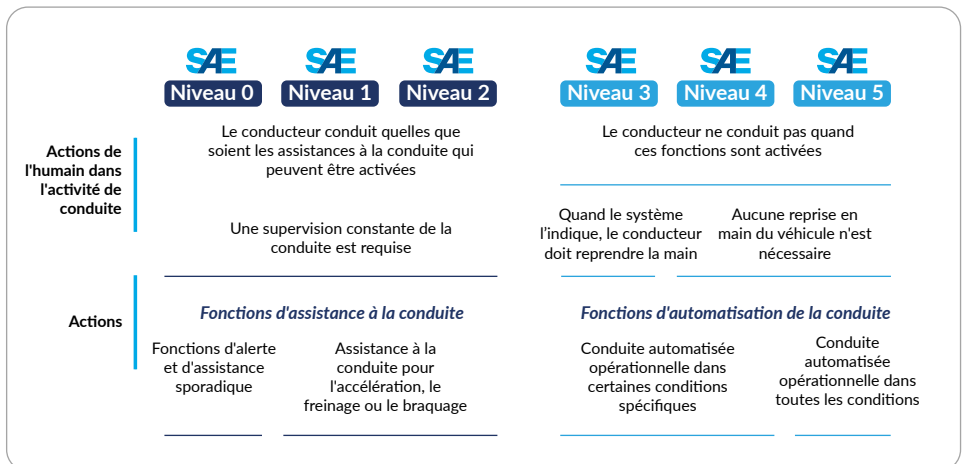 SAE SAE SAE SAE SAE SAE
Niveau 0 Niveau 1 Niveau 2 Niveau 3 Niveau 4 Niveau 5
Actions de
l'humain dans
l'activité de
conduite
Le conducteur conduit quelles que
soient les assistances à la conduite qui
peuvent être activées
Le conducteur ne conduit pas quand
ces fonctions sont activées
Une supervision constante de la
conduite est requise
Quand le système
l’indique, le conducteur
doit reprendre la main
Aucune reprise en
main du véhicule n'est
nécessaire
Actions
Fonctions d'assistance à la conduite
Fonctions d'automatisation de la conduite
Fonctions d'alerte
et d'assistance
sporadique
Assistance à la
conduite pour
l'accélération, le
freinage ou le braquage
Conduite automatisée
opérationnelle dans
certaines conditions
spécifiques
Conduite
automatisée
opérationnelle dans
toutes les conditions